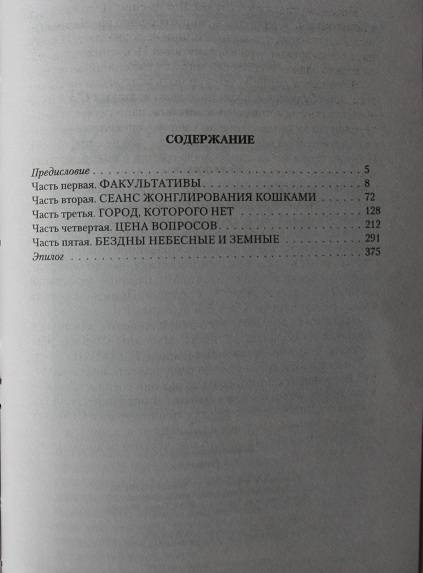 СОДЕРЖАНИЕ
Предисловие . . . . . . . . . . . . . . . . . . . . . . . . . . . . . . . . . . . . . 5
Часть первая. ФАКУЛЬТАТИВЫ . . . . . . . . . . . . . . . . . . . . . . 8
Часть вторая. СЕАНС ЖОНГЛИРОВАНИЯ КОШКАМИ . . . . . . 72
Часть третья. ГОРОД, КОТОРОГО НЕТ . . . . . . . . . . . . . . . . . 128
Часть четвертая. ЦЕНА ВОПРОСОВ . . . . . . . . . . . . . . . . . . . 212
Часть пятая. БЕЗДНЫ НЕБЕСНЫЕ И ЗЕМНЫЕ . . . . . . . . . . . 291
Эпилог . . . . . . . . . . . . . . . . . . . . . . . . . . . . . . . . . . . . . . . . 375